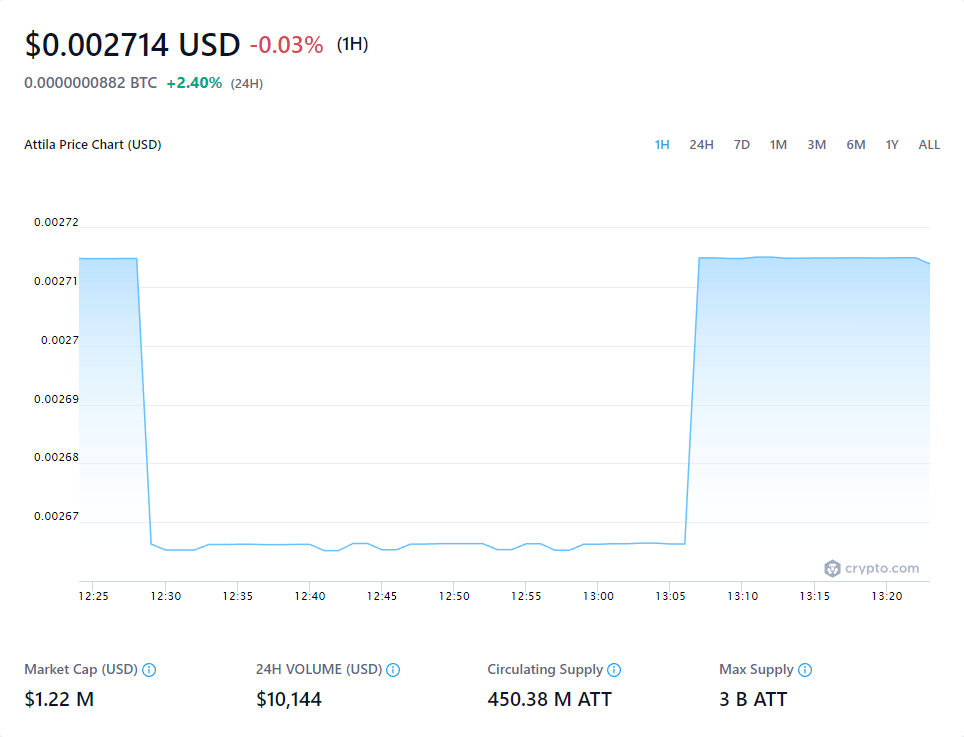 $0.002714 USD -0.03% (1H)
0.0000000882 BTC +2.40% (24H)
Attila Price Chart (USD)
1H 24H 7D 1M 3M 6M 1Y ALL
0.00272
0.00271
0.0027
0.00269
0.00268
0.00267
crypto.com
12:25 12:30 12:35 12:40 12:45 12:50 12:55 13:00 13:05 13:10 13:15 13:20
Market Cap (USD) 24H VOLUME (USD) Circulating Supply Max Supply
$1.22 M $10,144 450.38 M ATT 3 B ATT